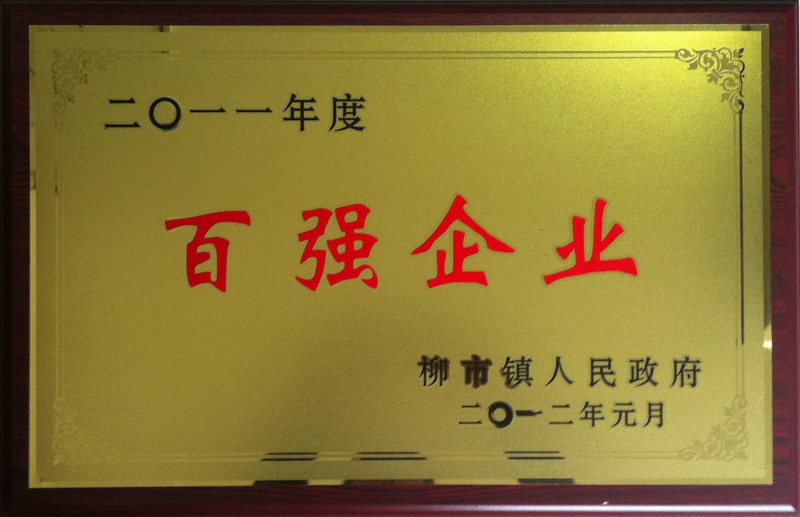 二〇一一年度
百强企业
柳市镇人民政府
二〇一二年元月